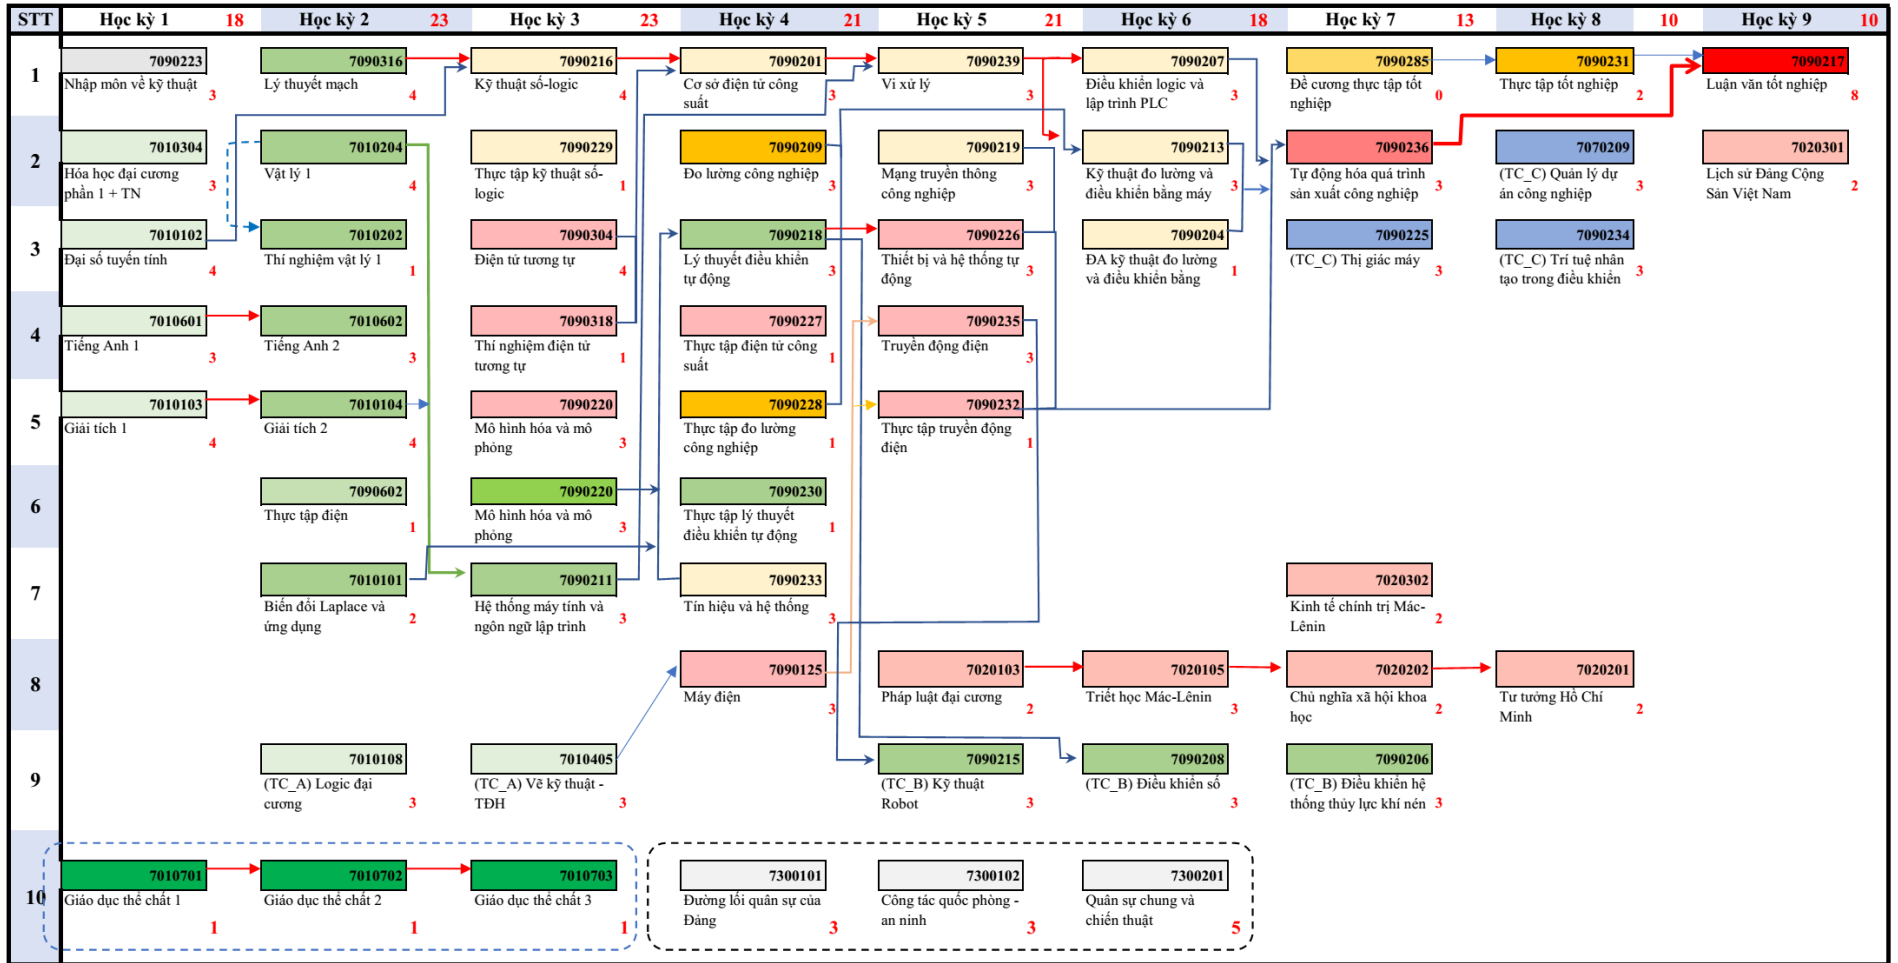 STT Học kỳ 1 18 Học kỳ 2 23 Học kỳ 3 23 Học kỳ 4 21 Học kỳ 5 21 Học kỳ 6 18 Học kỳ 7 13 Học kỳ 8 10 Học kỳ 9 10
1
7090223
Nhập môn về kỹ thuật
3
7090316
Lý thuyết mạch
4
7090216
Kỹ thuật số-logic
4
7090201
Cơ sở điện tử công
suất
3
7090239
Vi xử lý
3
7090207
Điều khiển logic và
lập trình PLC
3
7090285
Đề cương thực tập tốt
nghiệp
0
7090231
Thực tập tốt nghiệp
2
7090217
Luận văn tốt nghiệp
8
2
7010304
Hóa học đại cương
phần 1 + TN
3
7010204
Vật lý 1
4
7090229
Thực tập kỹ thuật số-
logic
1
7090209
Đo lường công nghiệp
3
7090219
Mạng truyền thông
công nghiệp
3
7090213
Kỹ thuật đo lường và
điều khiển bằng máy
3
7090236
Tự động hóa quá trình
sản xuất công nghiệp
3
7070209
(TC_C) Quản lý dự
án công nghiệp
3
7020301
Lịch sử Đảng Cộng
Sản Việt Nam
2
3
7010102
Đại số tuyến tính
4
7010202
Thí nghiệm vật lý 1
1
7090304
Điện tử tương tự
4
7090218
Lý thuyết điều khiển
tự động
3
7090226
Thiết bị và hệ thống tự
động
3
7090204
ĐA kỹ thuật đo lường
và điều khiển bằng
1
7090225
(TC_C) Thị giác máy
3
7090234
(TC_C) Trí tuệ nhân
tạo trong điều khiển
3
4
7010601
Tiếng Anh 1
3
7010602
Tiếng Anh 2
3
7090318
Thí nghiệm điện tử
tương tự
1
7090227
Thực tập điện tử công
suất
1
7090235
Truyền động điện
3
5
7010103
Giải tích 1
4
7010104
Giải tích 2
4
7090220
Mô hình hóa và mô
phỏng
3
7090228
Thực tập đo lường
công nghiệp
1
7090232
Thực tập truyền động
điện
1
6
7090602
Thực tập điện
1
7090220
Mô hình hóa và mô
phỏng
3
7090230
Thực tập lý thuyết
điều khiển tự động
1
7
7010101
Biến đổi Laplace và
ứng dụng
2
7090211
Hệ thống máy tính và
ngôn ngữ lập trình
3
7090233
Tín hiệu và hệ thống
3
7020302
Kinh tế chính trị Mác-
Lênin
2
8
7090125
Máy điện
3
7020103
Pháp luật đại cương
2
7020105
Triết học Mác-Lênin
3
7020202
Chủ nghĩa xã hội khoa
học
2
7020201
Tư tưởng Hồ Chí
Minh
2
9
7010108
(TC_A) Logic đại
cương
3
7010405
(TC_A) Vẽ kỹ thuật -
TĐH
3
7090215
(TC_B) Kỹ thuật
Robot
3
7090208
(TC_B) Điều khiển số
3
7090206
(TC_B) Điều khiển hệ
thống thủy lực khí nén
3
10
7010701
Giáo dục thể chất 1
1
7010702
Giáo dục thể chất 2
1
7010703
Giáo dục thể chất 3
1
7300101
Đường lối quân sự của
Đảng
3
7300102
Công tác quốc phòng -
an ninh
3
7300201
Quân sự chung và
chiến thuật
5